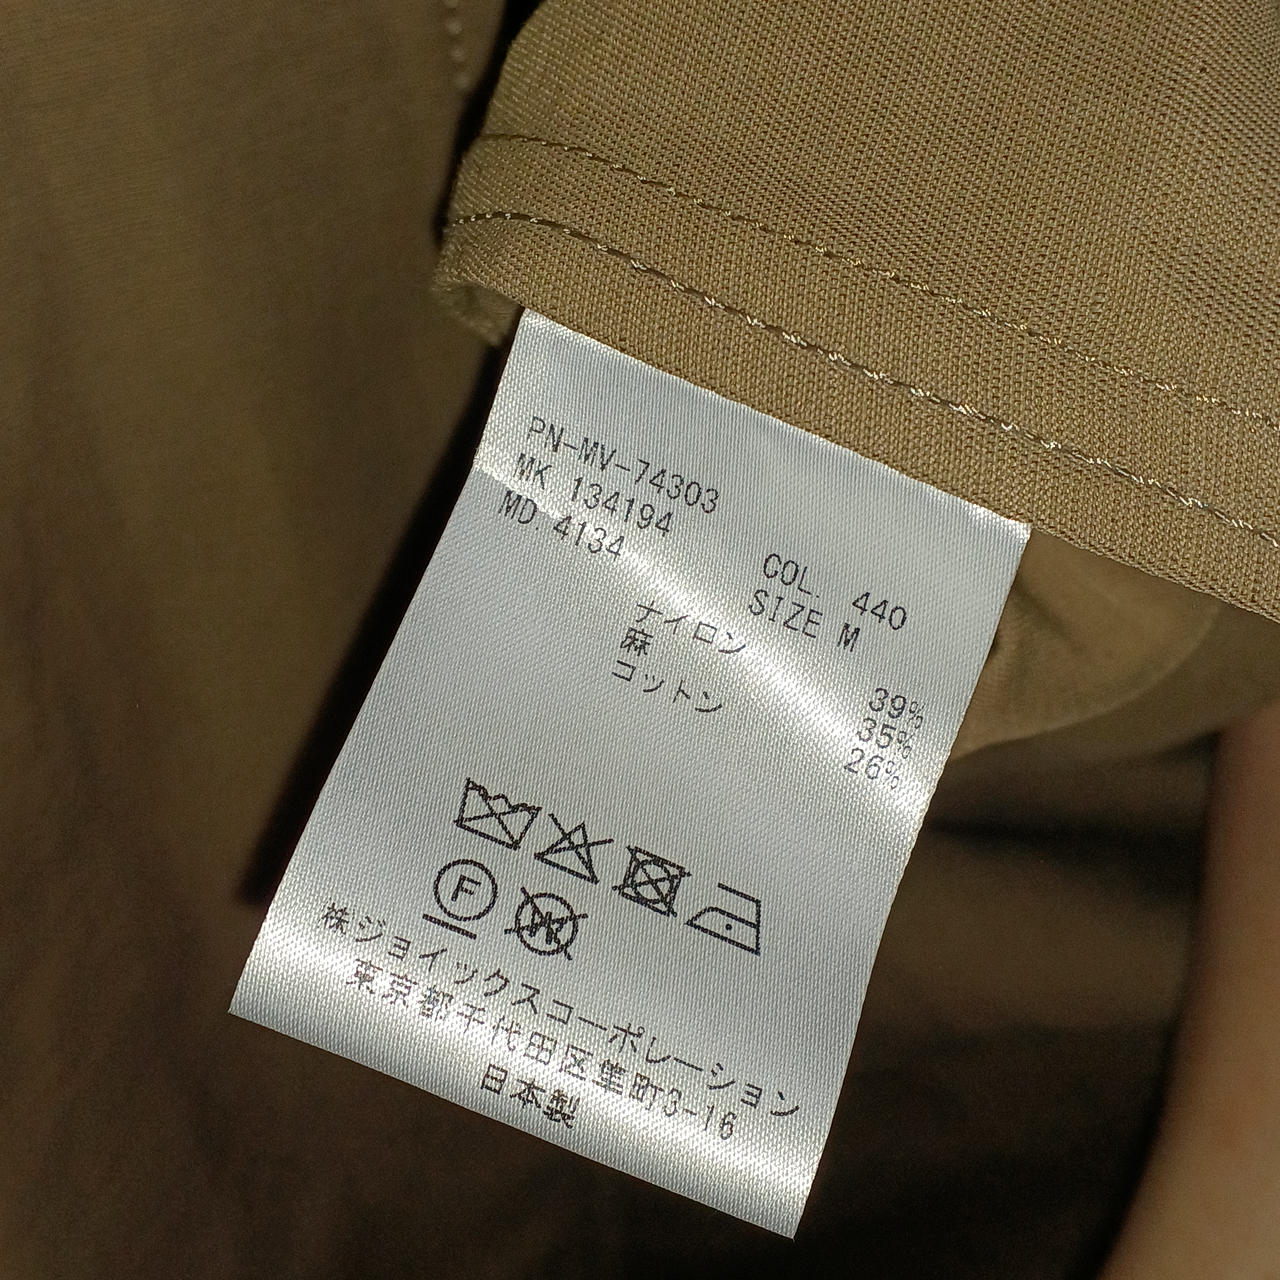 PN-MV-74303
MK 134194
MD 4134
COL. 440
SIZE M
ナイロン 39%
麻 35%
コットン 26%
F
W
株ジョイックスコーポレーション
東京都千代田区隼町3-16
日本製